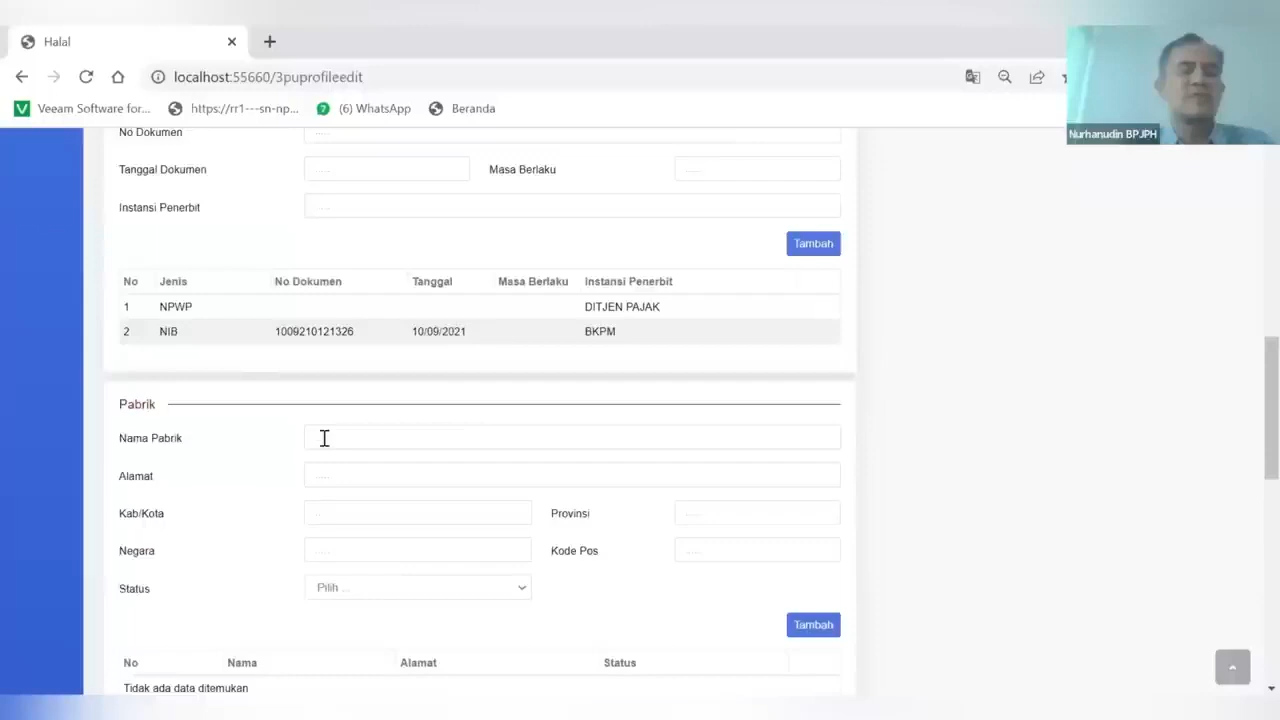 Halal
localhost:55660/3puprofileedit
Veeam Software for... https://rr1---sn-np... (6) WhatsApp Beranda
Nurhanudin BPJPH
No Dokumen .....
Tanggal Dokumen ..... Masa Berlaku .....
Instansi Penerbit .....
Tambah
No Jenis No Dokumen Tanggal Masa Berlaku Instansi Penerbit
1 NPWP DITJEN PAJAK
2 NIB 1009210121326 10/09/2021 BKPM
Pabrik
Nama Pabrik
Alamat .....
Kab/Kota .. Provinsi .....
Negara ..... Kode Pos .....
Status Pilih ...
Tambah
No Nama Alamat Status
Tidak ada data ditemukan